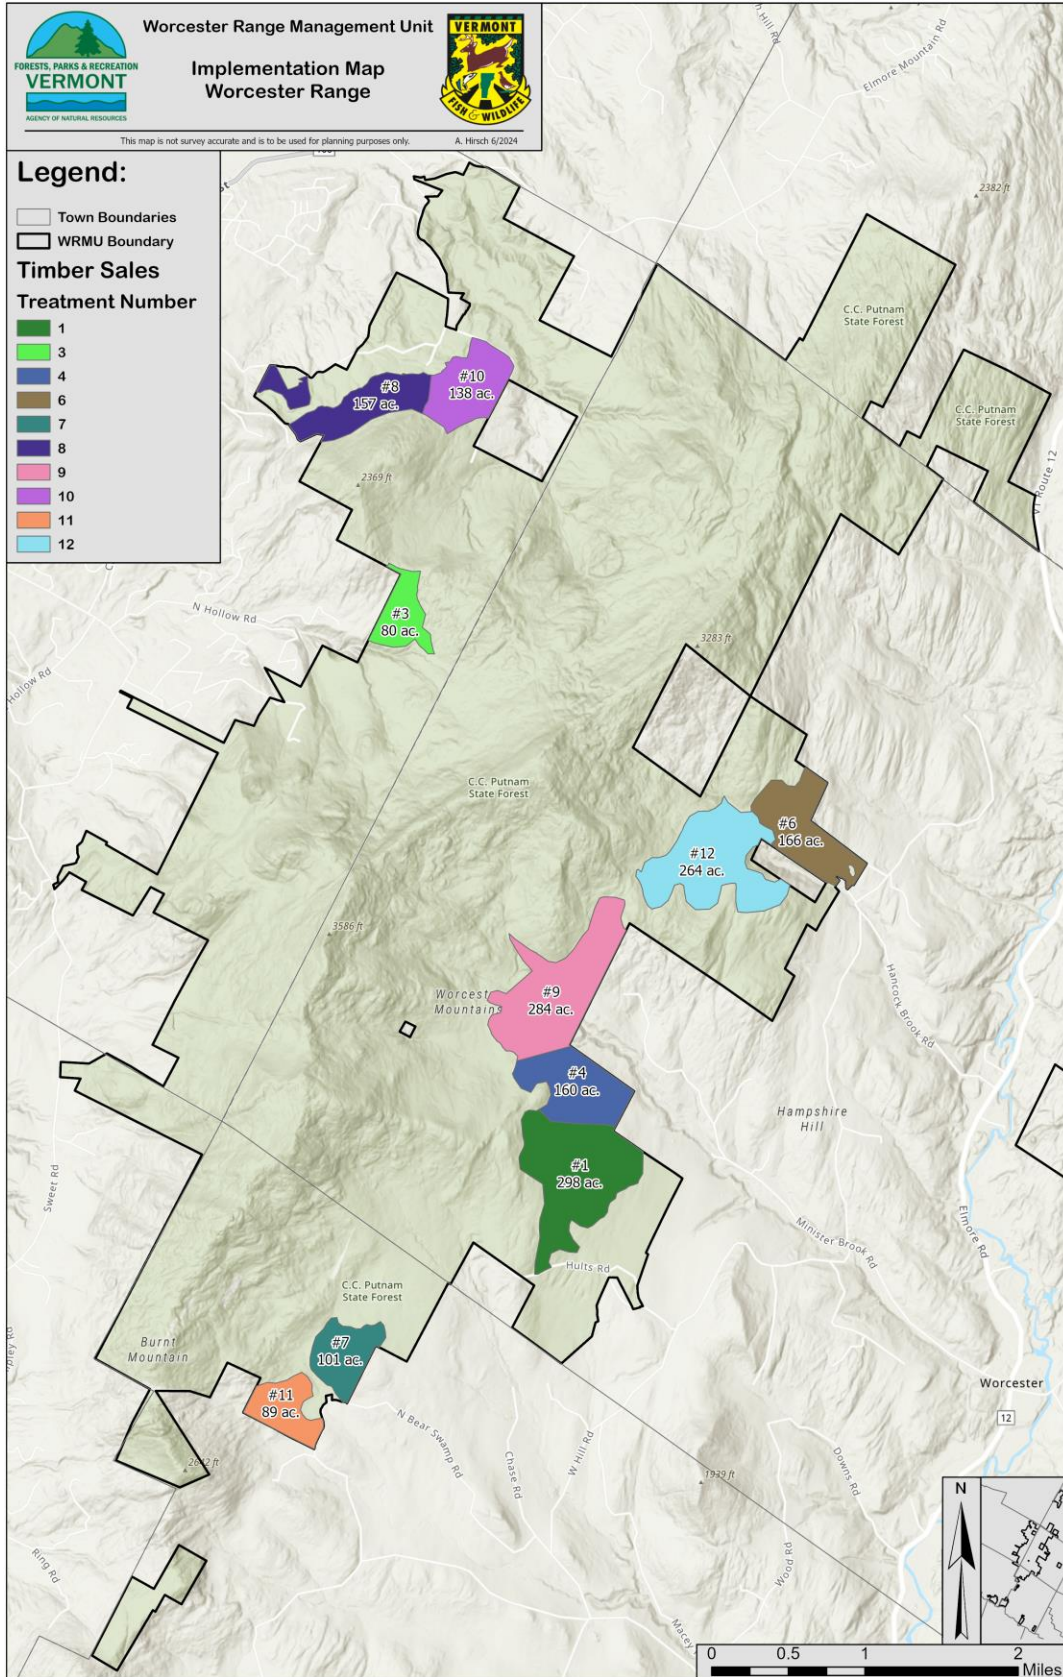 FORESTS, PARKS & RECREATION
VERMONT
AGENCY OF NATURAL RESOURCES
Worcester Range Management Unit
Implementation Map
Worcester Range
VERMONT
FISH & WILDLIFE
This map is not survey accurate and is to be used for planning purposes only.
A. Hirsch 6/2024
Legend:
Town Boundaries
WRMU Boundary
Timber Sales
Treatment Number
1
3
4
6
7
8
9
10
11
12
Elmore Mountain Rd
2382 ft
C.C. Putnam
State Forest
C.C. Putnam
State Forest
VT Route 12
#10
138 ac.
#8
157 ac.
2369 ft
N Hollow Rd
#3
80 ac.
Hollow Rd
3283 ft
C.C. Putnam
State Forest
#6
166 ac.
#12
264 ac.
3586 ft
Hancock Brook Rd
Worcest
Mountains
#9
284 ac.
#4
160 ac.
Hampshire
Hill
#1
298 ac.
Sweet Rd
Elmore Rd
Minister Brook Rd
Hults Rd
C.C. Putnam
State Forest
Burnt
Mountain
#7
101 ac.
#11
89 ac.
Worcester
12
N Bear Swamp Rd
Chase Rd
W Hill Rd
Downs Rd
2642 ft
1939 ft
Ring Rd
Wood Rd
Macey
N
0 0.5 1 2
Miles